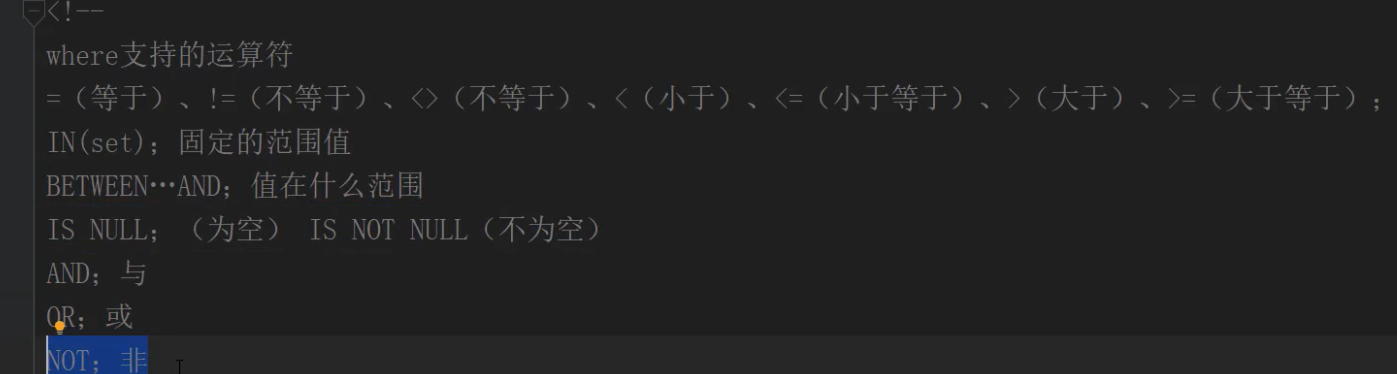 <!--
where支持的运算符
=（等于）、!=（不等于）、<>（不等于）、<（小于）、<=（小于等于）、>（大于）、>=（大于等于）；
IN(set)；固定的范围值
BETWEEN…AND；值在什么范围
IS NULL；（为空） IS NOT NULL（不为空）
AND；与
OR；或
NOT；非